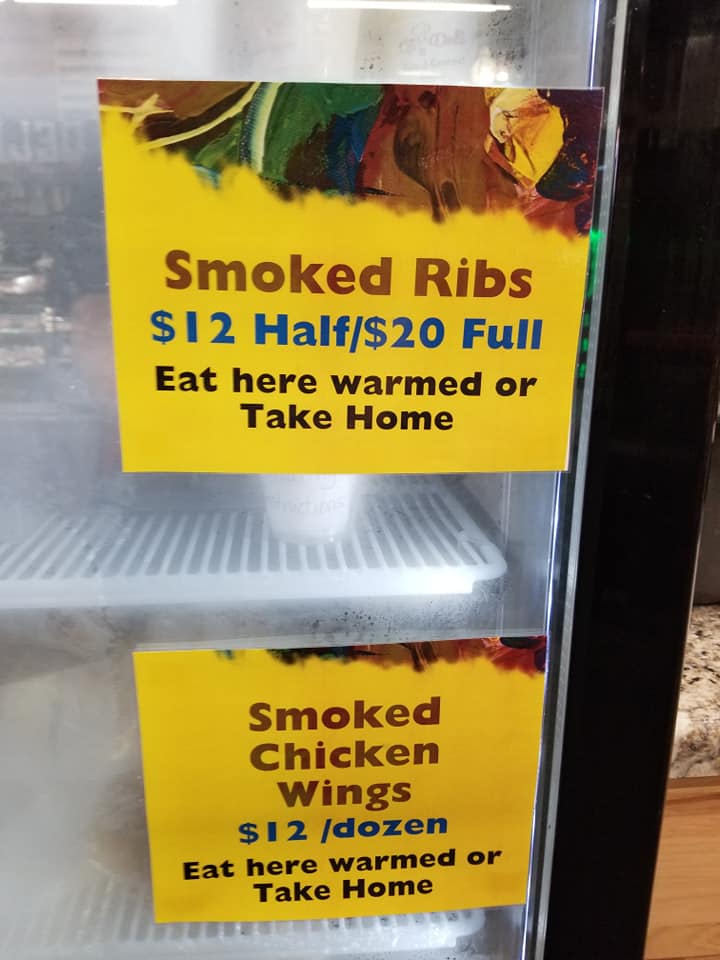 Smoked Ribs
$12 Half/$20 Full
Eat here warmed or
Take Home
Smoked
Chicken
Wings
$12 /dozen
Eat here warmed or
Take Home